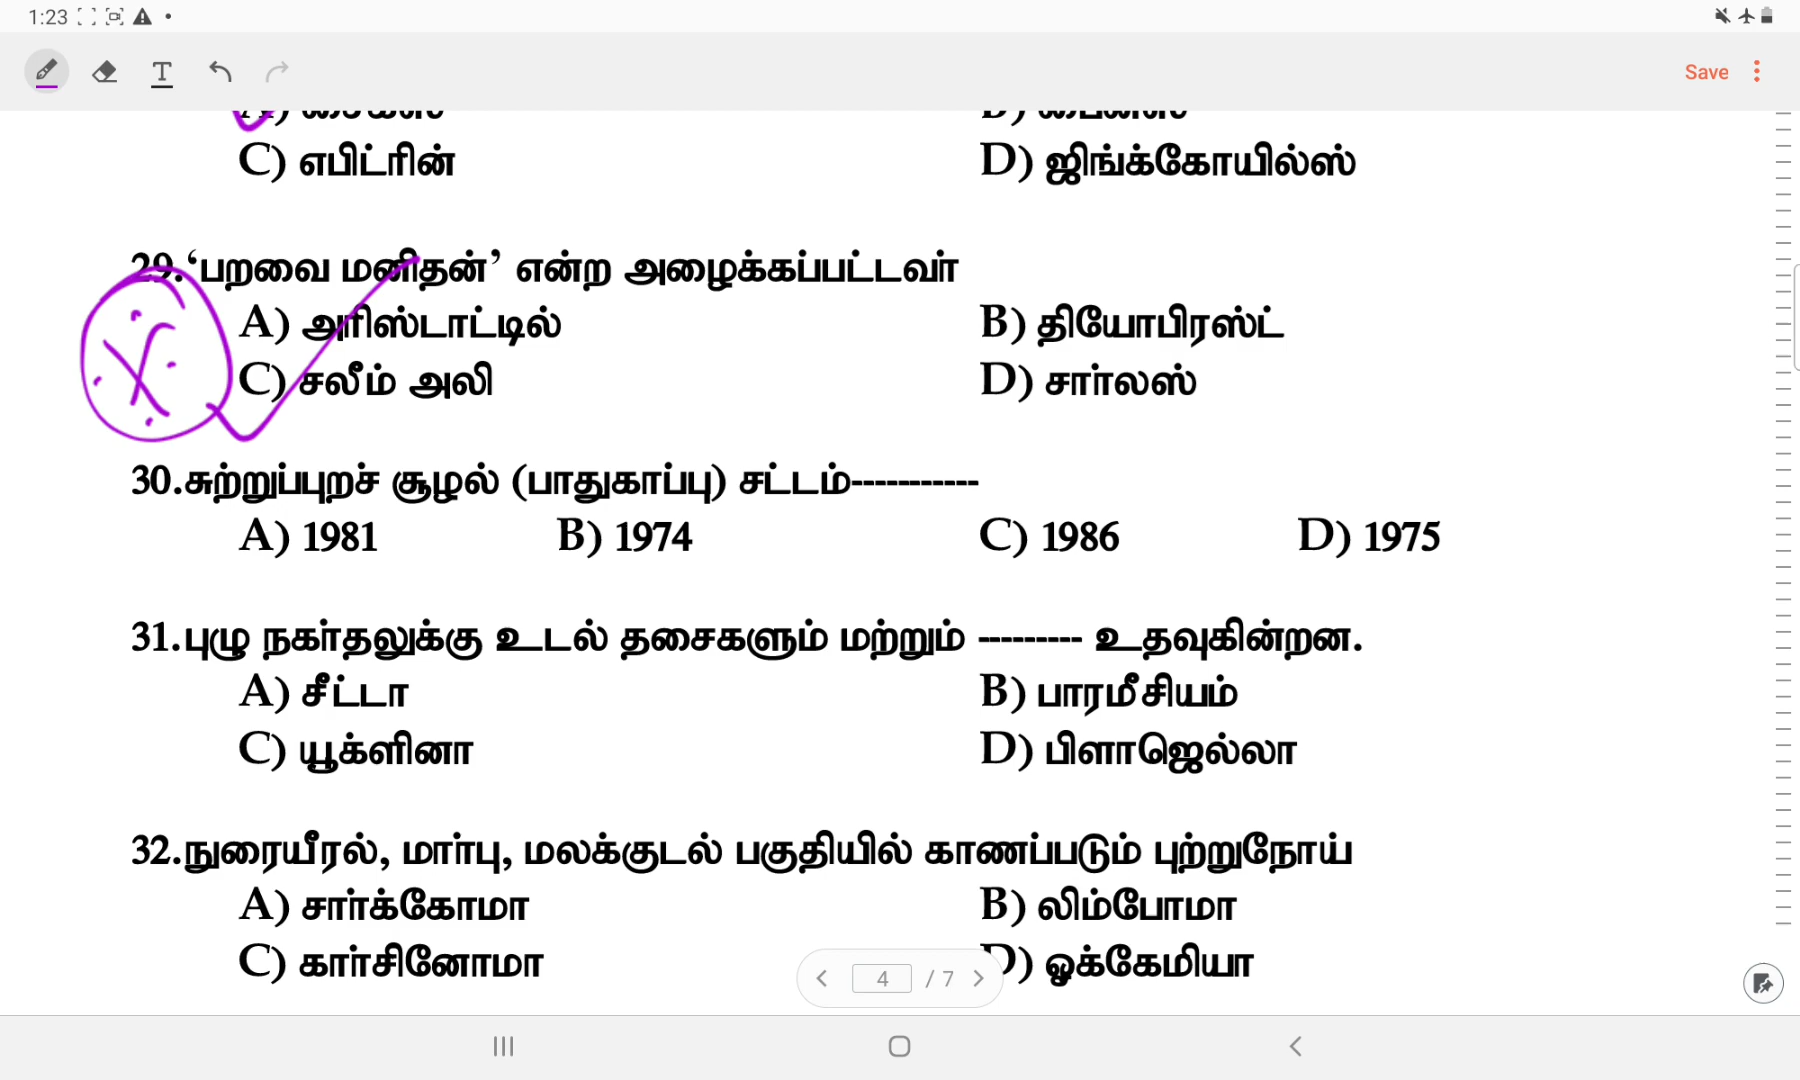 1:23
Save
C) எபிட்ரின் D) ஜிங்க்கோயில்ஸ்
29.‘பறவை மனிதன்’ என்ற அழைக்கப்பட்டவர்
A) அரிஸ்டாட்டில் B) தியோபிரஸ்ட்
C) சலீம் அலி D) சார்லஸ்
30.சுற்றுப்புறச் சூழல் (பாதுகாப்பு) சட்டம்-----------
A) 1981 B) 1974 C) 1986 D) 1975
31.புழு நகர்தலுக்கு உடல் தசைகளும் மற்றும் --------- உதவுகின்றன.
A) சீட்டா B) பாரமீசியம்
C) யூக்ளினா D) பிளாஜெல்லா
32.நுரையீரல், மார்பு, மலக்குடல் பகுதியில் காணப்படும் புற்றுநோய்
A) சார்க்கோமா B) லிம்போமா
C) கார்சினோமா D) ஓக்கேமியா
4 / 7